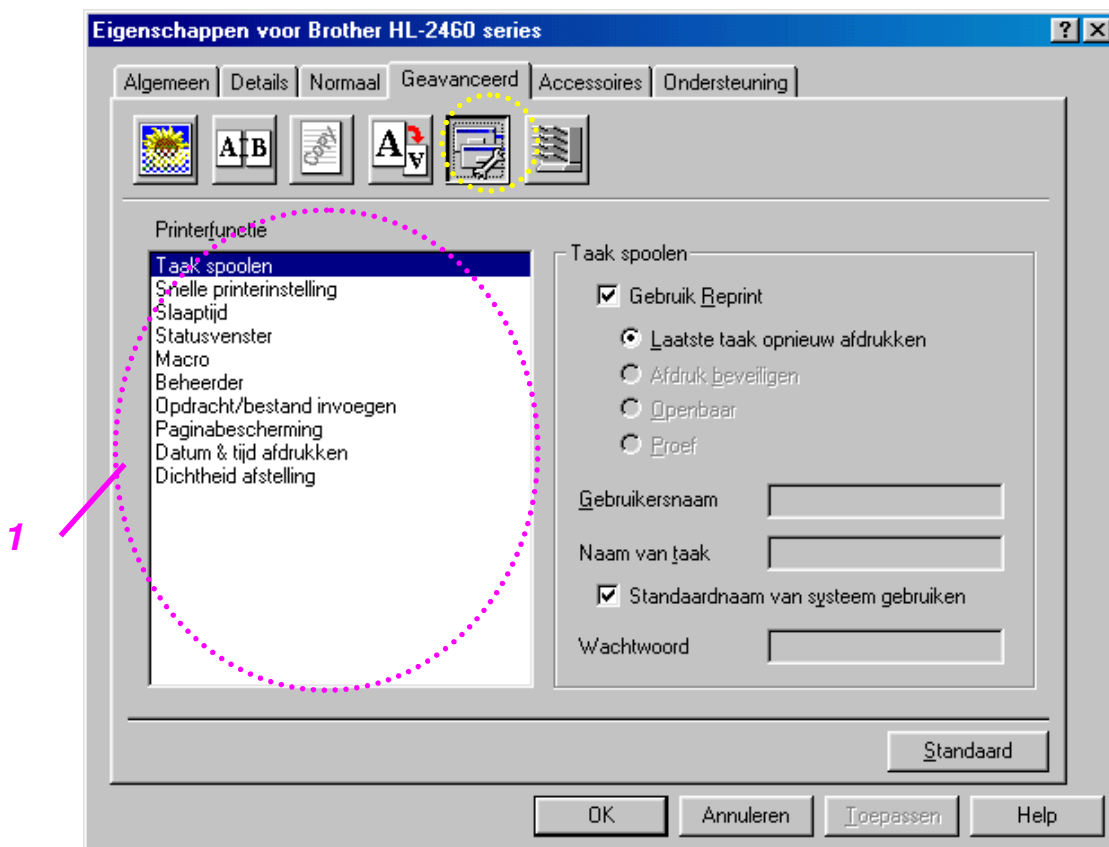 Eigenschappen voor Brother HL-2460 series
Algemeen
Details
Normaal
Geavanceerd
Accessoires
Ondersteuning
A B
COPY
A A
Printerfunctie
Taak spoolen
Snelle printerinstelling
Slaaptijd
Statusvenster
Macro
Beheerder
Opdracht/bestand invoegen
Paginabescherming
Datum & tijd afdrukken
Dichtheid afstelling
1
Taak spoolen
Gebruik Reprint
Laatste taak opnieuw afdrukken
Afdruk beveiligen
Openbaar
Proef
Gebruikersnaam
Naam van taak
Standaardnaam van systeem gebruiken
Wachtwoord
Standaard
OK
Annuleren
Toepassen
Help